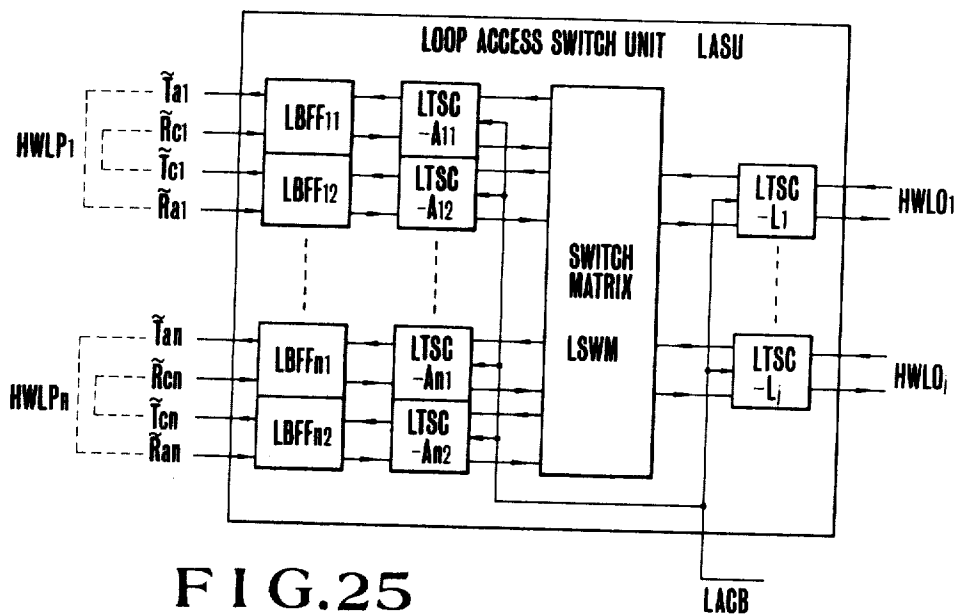 LOOP ACCESS SWITCH UNIT LASU
HWLP1
T̃a1
R̃c1
T̃c1
R̃a1
LBFF11
LBFF12
LTSC
-A11
LTSC
-A12
SWITCH
MATRIX
LSWM
LTSC
-L1
HWLO1
HWLPn
T̃an
R̃cn
T̃cn
R̃an
LBFFn1
LBFFn2
LTSC
-An1
LTSC
-An2
LTSC
-Lj
HWLOj
LACB
FIG.25